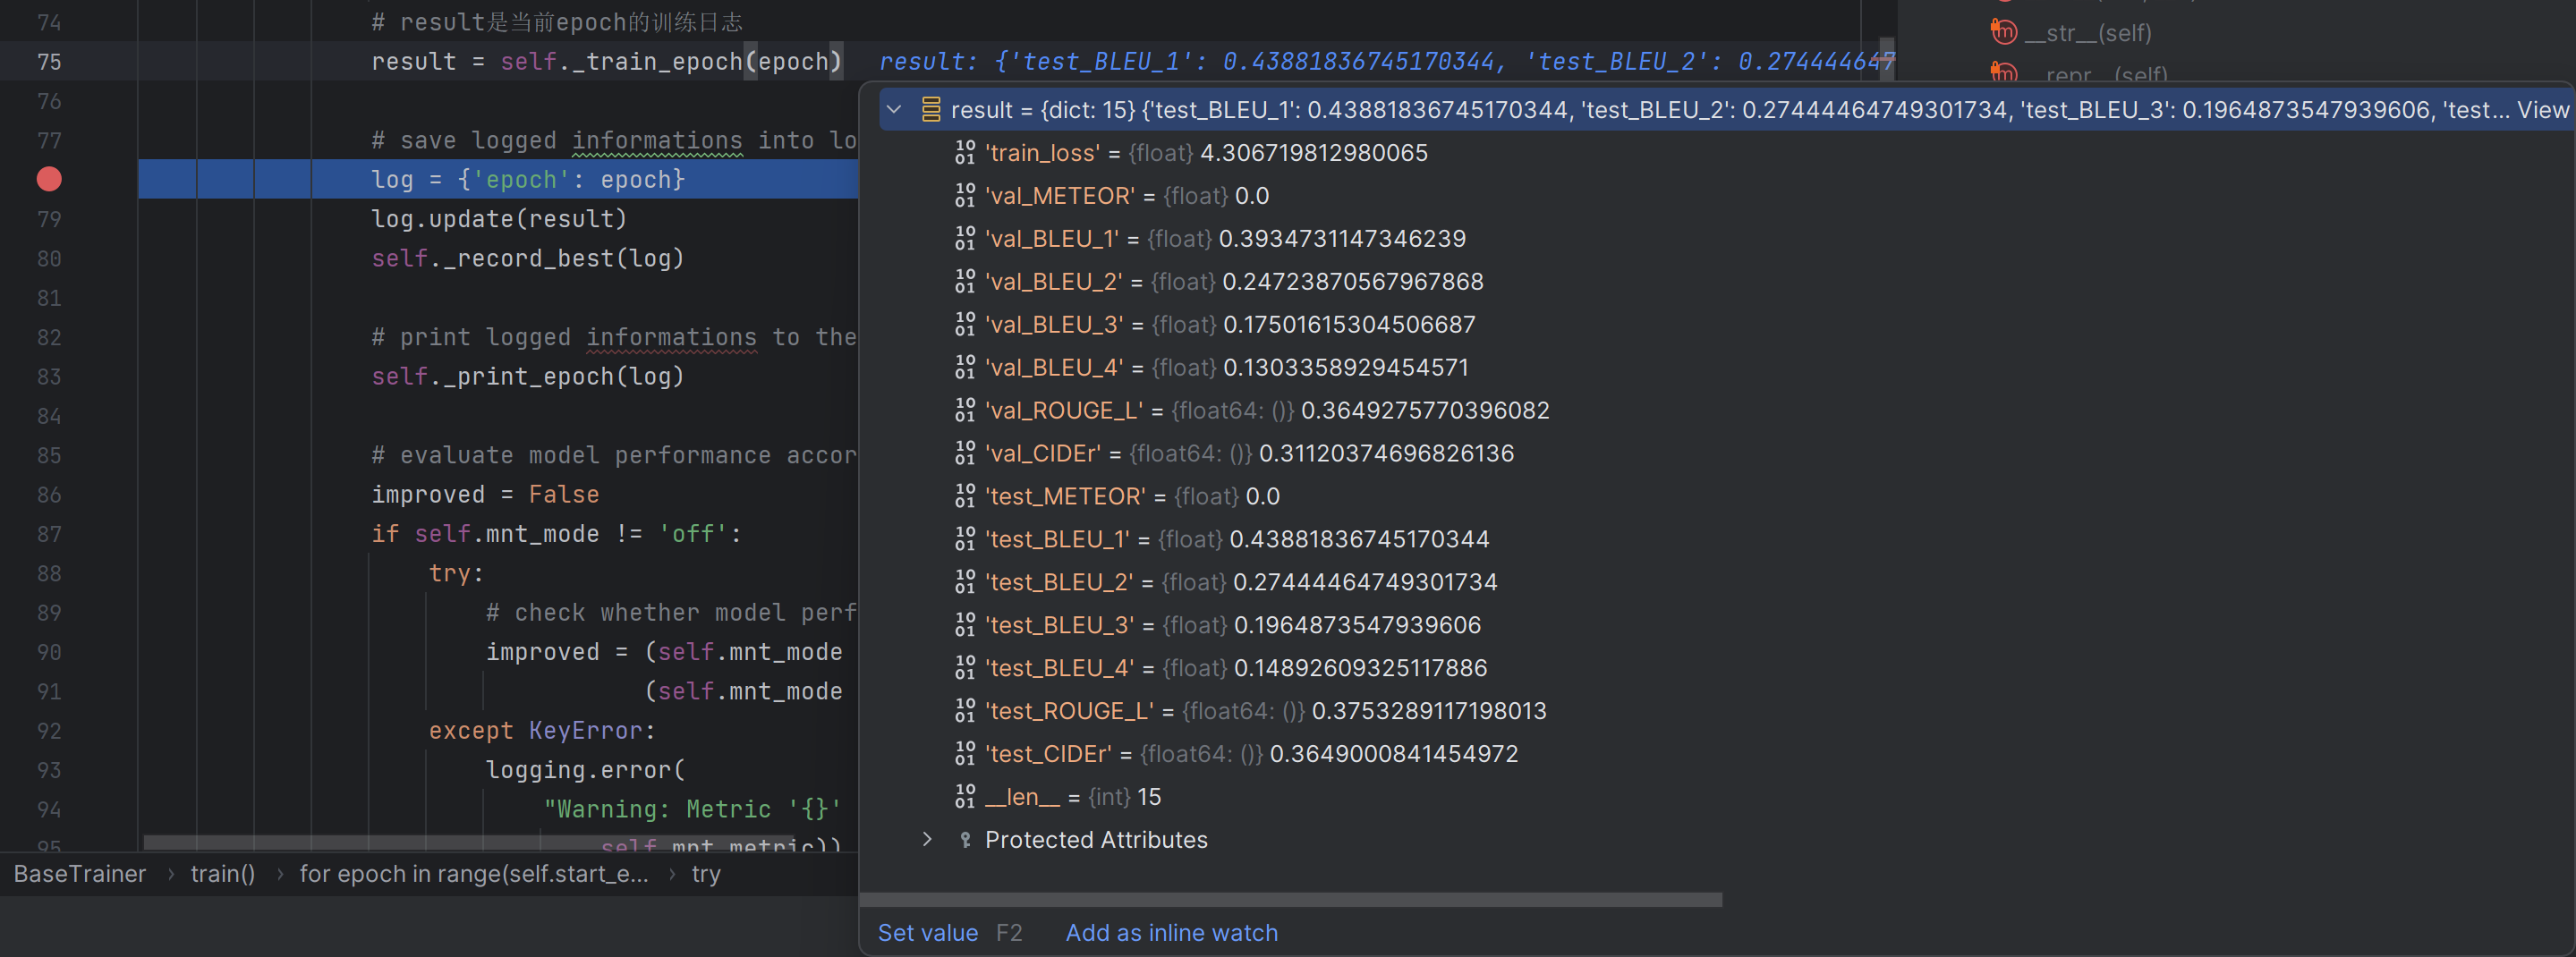 74 # result是当前epoch的训练日志
75 result = self._train_epoch(epoch) result: {'test_BLEU_1': 0.43881836745170344, 'test_BLEU_2': 0.274444647
76
77 # save logged informations into lo
log = {'epoch': epoch}
79 log.update(result)
80 self._record_best(log)
81
82 # print logged informations to the
83 self._print_epoch(log)
84
85 # evaluate model performance accor
86 improved = False
87 if self.mnt_mode != 'off':
88 try:
89 # check whether model perf
90 improved = (self.mnt_mode
91 (self.mnt_mode
92 except KeyError:
93 logging.error(
94 "Warning: Metric '{}'
95 self.mnt_metric))
BaseTrainer › train() › for epoch in range(self.start_e... › try
__str__(self)
__repr__(self)
result = {dict: 15} {'test_BLEU_1': 0.43881836745170344, 'test_BLEU_2': 0.27444464749301734, 'test_BLEU_3': 0.1964873547939606, 'test... View
'train_loss' = {float} 4.306719812980065
'val_METEOR' = {float} 0.0
'val_BLEU_1' = {float} 0.3934731147346239
'val_BLEU_2' = {float} 0.24723870567967868
'val_BLEU_3' = {float} 0.17501615304506687
'val_BLEU_4' = {float} 0.1303358929454571
'val_ROUGE_L' = {float64: ()} 0.3649275770396082
'val_CIDEr' = {float64: ()} 0.31120374696826136
'test_METEOR' = {float} 0.0
'test_BLEU_1' = {float} 0.43881836745170344
'test_BLEU_2' = {float} 0.27444464749301734
'test_BLEU_3' = {float} 0.1964873547939606
'test_BLEU_4' = {float} 0.14892609325117886
'test_ROUGE_L' = {float64: ()} 0.3753289117198013
'test_CIDEr' = {float64: ()} 0.3649000841454972
__len__ = {int} 15
Protected Attributes
Set value F2 Add as inline watch